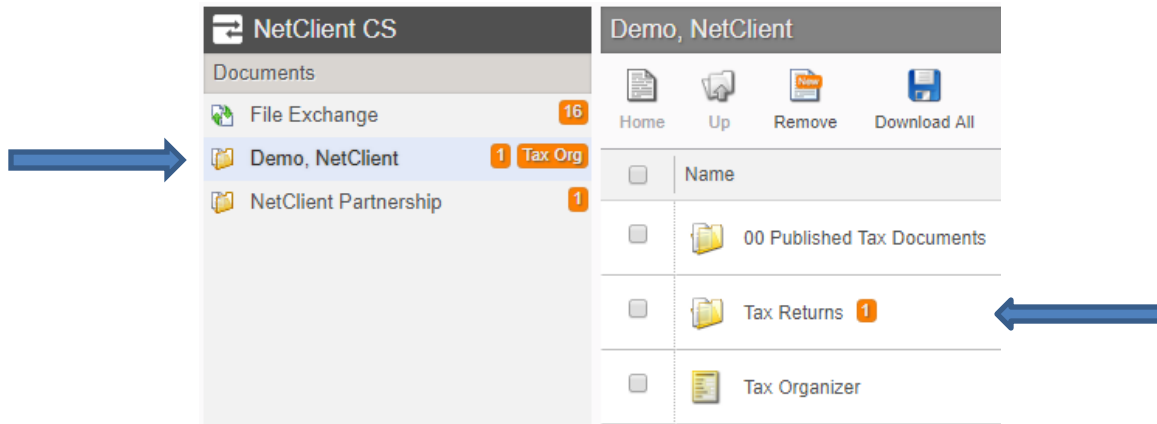 NetClient CS
Documents
File Exchange 16
Demo, NetClient 1 Tax Org
NetClient Partnership 1
Demo, NetClient
Home Up New Remove Download All
Name
00 Published Tax Documents
Tax Returns 1
Tax Organizer